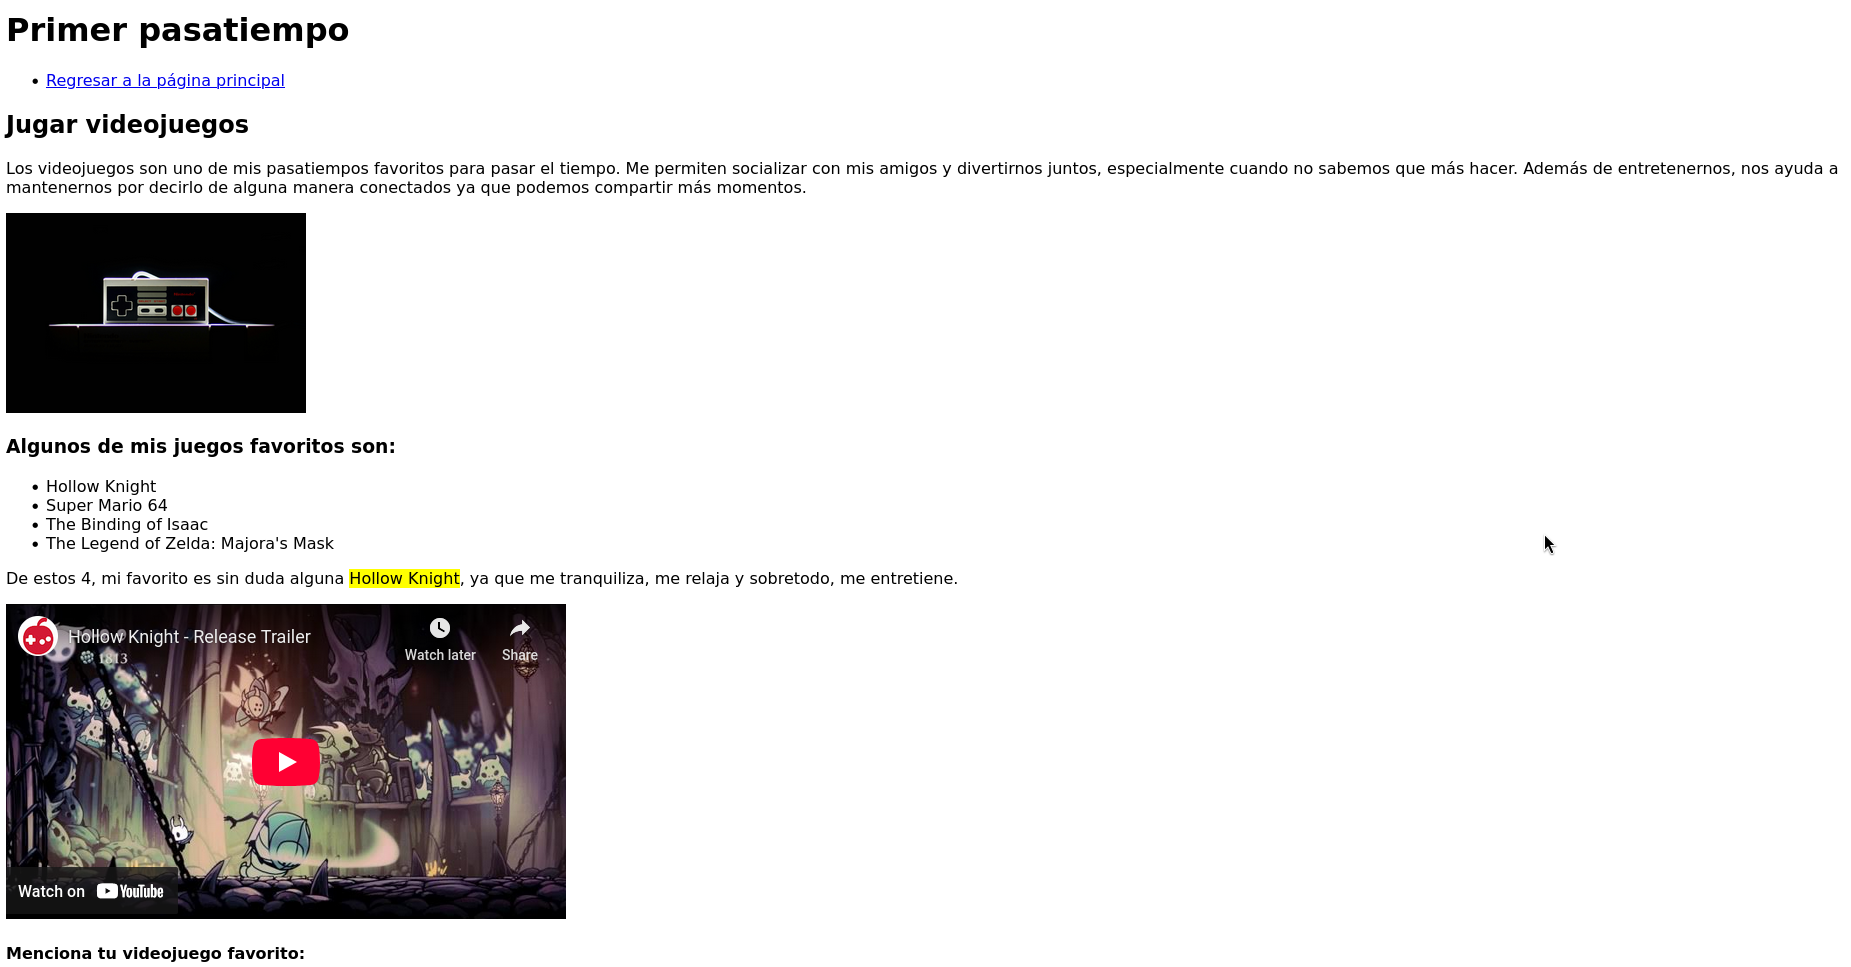 Primer pasatiempo
Regresar a la página principal
Jugar videojuegos
Los videojuegos son uno de mis pasatiempos favoritos para pasar el tiempo. Me permiten socializar con mis amigos y divertirnos juntos, especialmente cuando no sabemos que más hacer. Además de entretenernos, nos ayuda a
mantenernos por decirlo de alguna manera conectados ya que podemos compartir más momentos.
Algunos de mis juegos favoritos son:
Hollow Knight
Super Mario 64
The Binding of Isaac
The Legend of Zelda: Majora's Mask
De estos 4, mi favorito es sin duda alguna Hollow Knight, ya que me tranquiliza, me relaja y sobretodo, me entretiene.
Hollow Knight - Release Trailer
1813
Watch later
Share
Watch on YouTube
Menciona tu videojuego favorito: